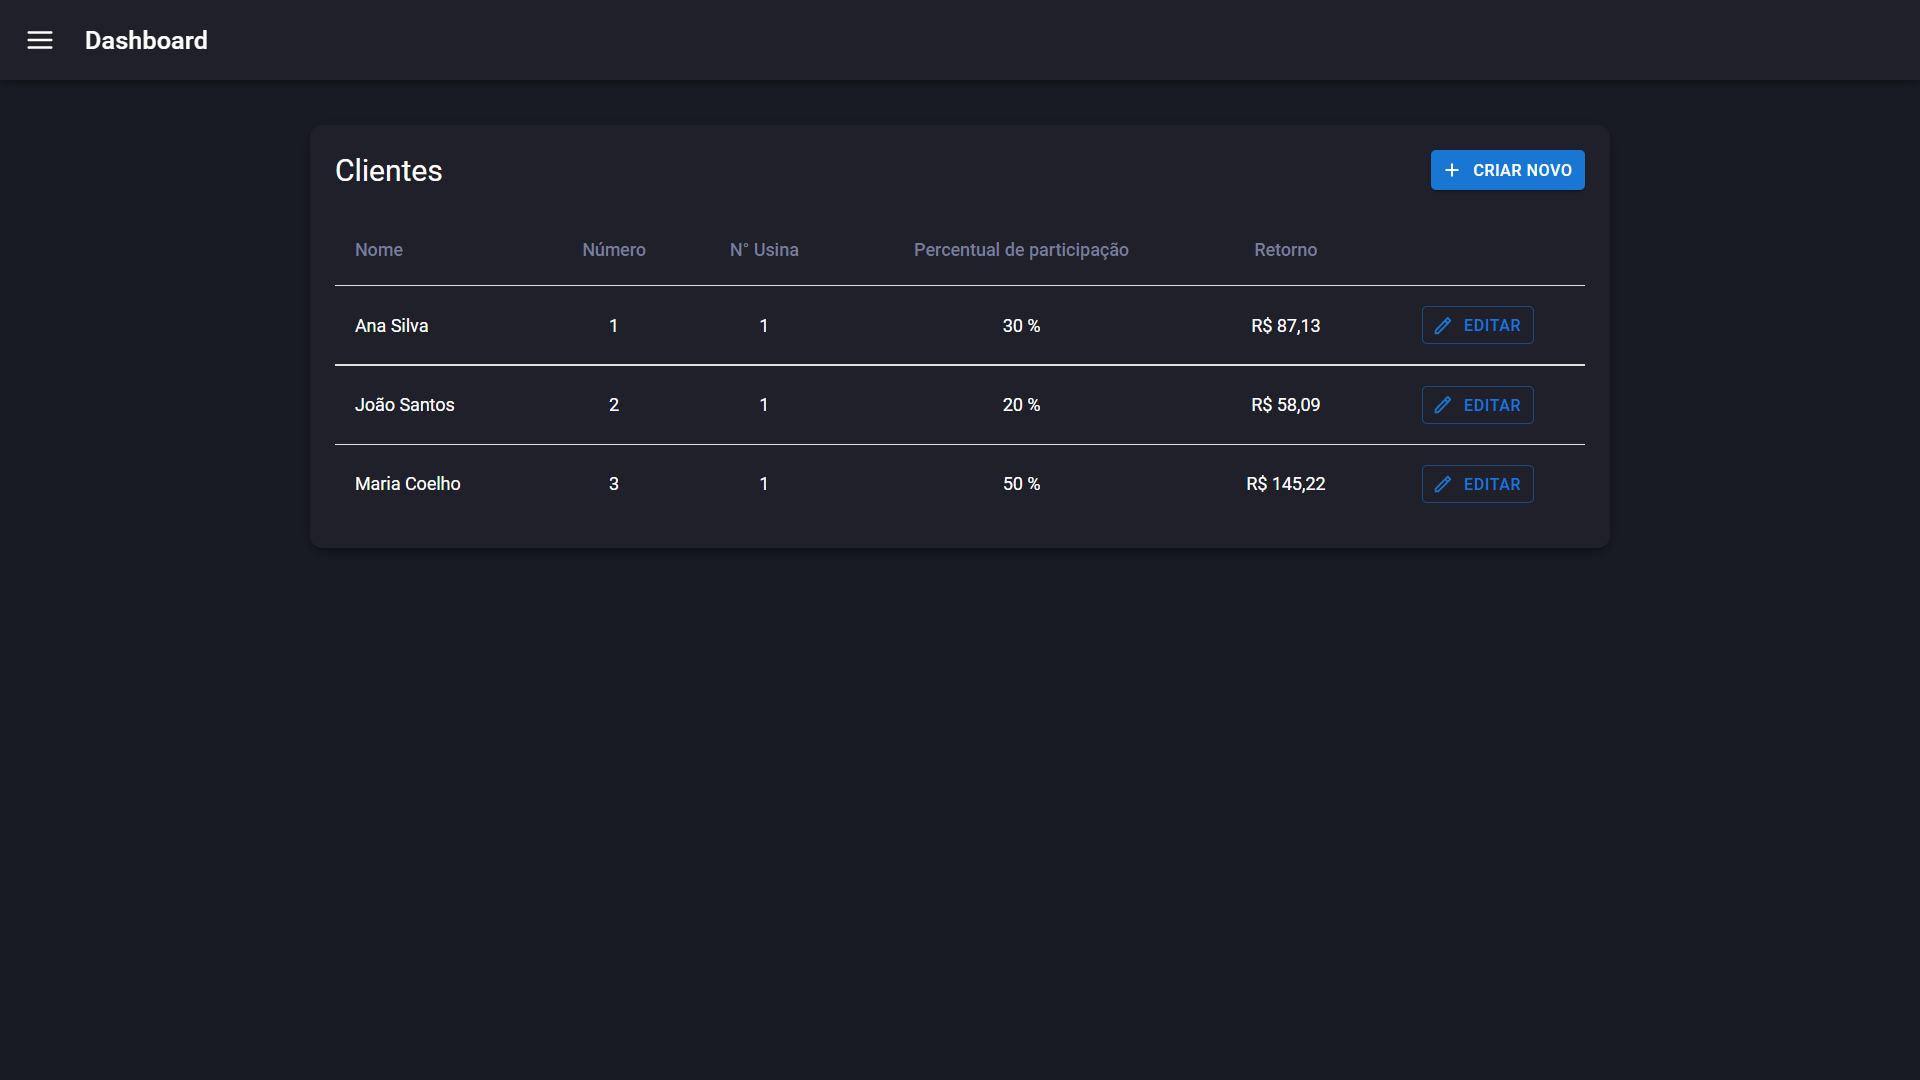 Dashboard
Clientes
CRIAR NOVO
Nome Número N° Usina Percentual de participação Retorno
Ana Silva 1 1 30 % R$ 87,13 EDITAR
João Santos 2 1 20 % R$ 58,09 EDITAR
Maria Coelho 3 1 50 % R$ 145,22 EDITAR